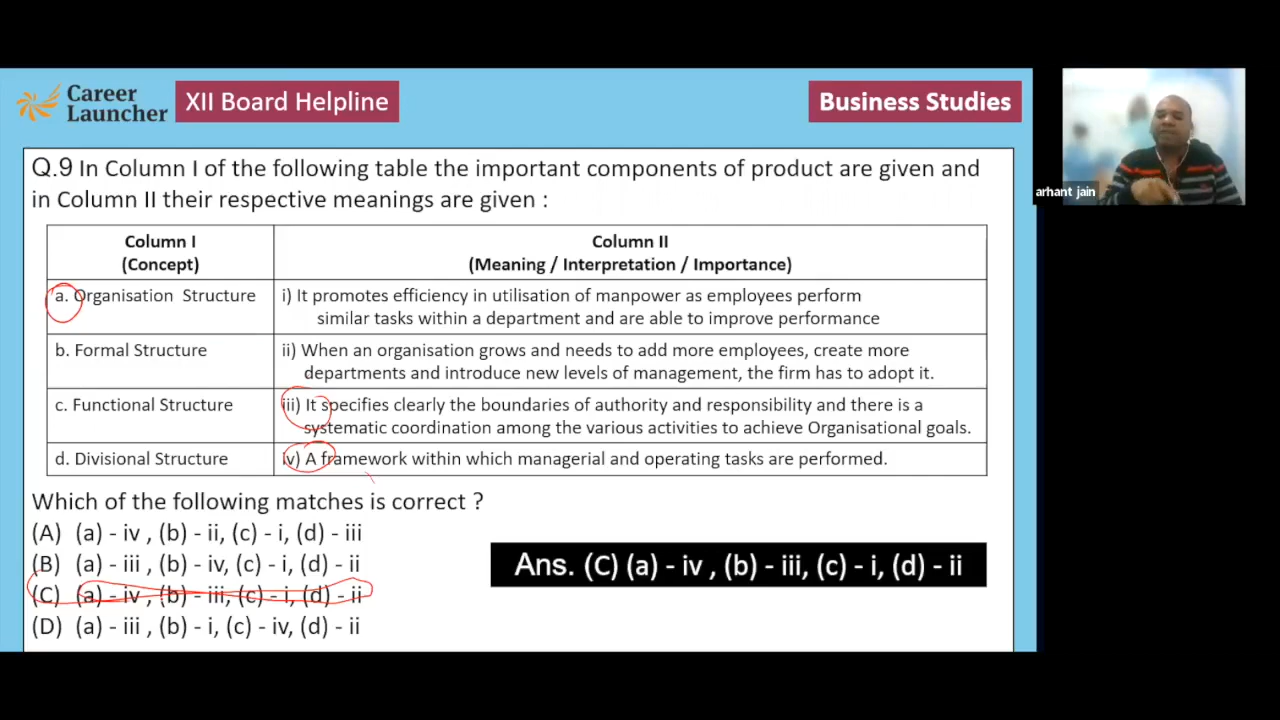 Career
Launcher
XII Board Helpline
Business Studies
arhant jain
Q.9 In Column I of the following table the important components of product are given and
in Column II their respective meanings are given :
Column I
(Concept)
Column II
(Meaning / Interpretation / Importance)
a. Organisation Structure
i) It promotes efficiency in utilisation of manpower as employees perform
similar tasks within a department and are able to improve performance
b. Formal Structure
ii) When an organisation grows and needs to add more employees, create more
departments and introduce new levels of management, the firm has to adopt it.
c. Functional Structure
iii) It specifies clearly the boundaries of authority and responsibility and there is a
systematic coordination among the various activities to achieve Organisational goals.
d. Divisional Structure
iv) A framework within which managerial and operating tasks are performed.
Which of the following matches is correct ?
(A) (a) - iv , (b) - ii, (c) - i, (d) - iii
(B) (a) - iii , (b) - iv, (c) - i, (d) - ii
(C) (a) - iv , (b) - iii, (c) - i, (d) - ii
(D) (a) - iii , (b) - i, (c) - iv, (d) - ii
Ans. (C) (a) - iv , (b) - iii, (c) - i, (d) - ii